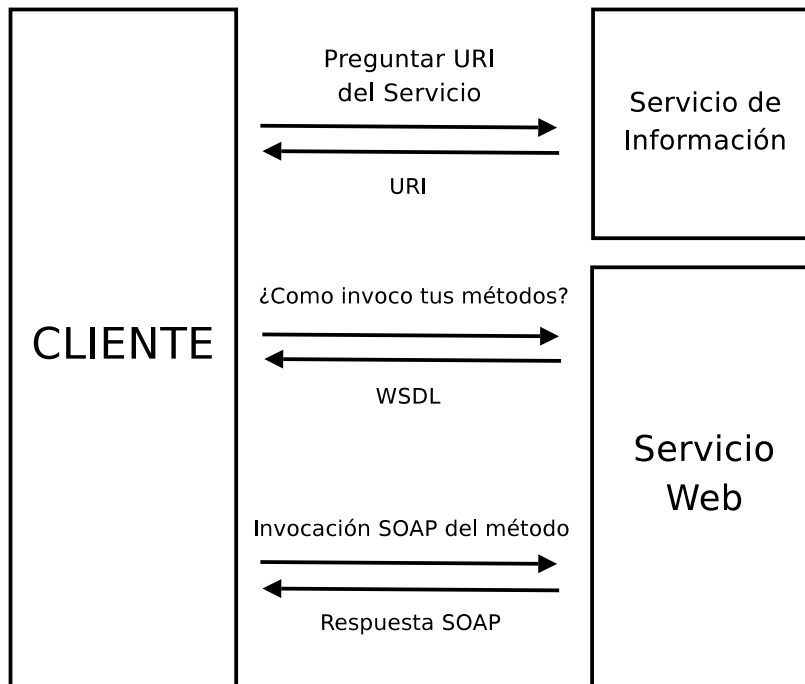 Preguntar URI
del Servicio
URI
Servicio de
Información
CLIENTE
¿Como invoco tus métodos?
WSDL
Servicio
Web
Invocación SOAP del método
Respuesta SOAP